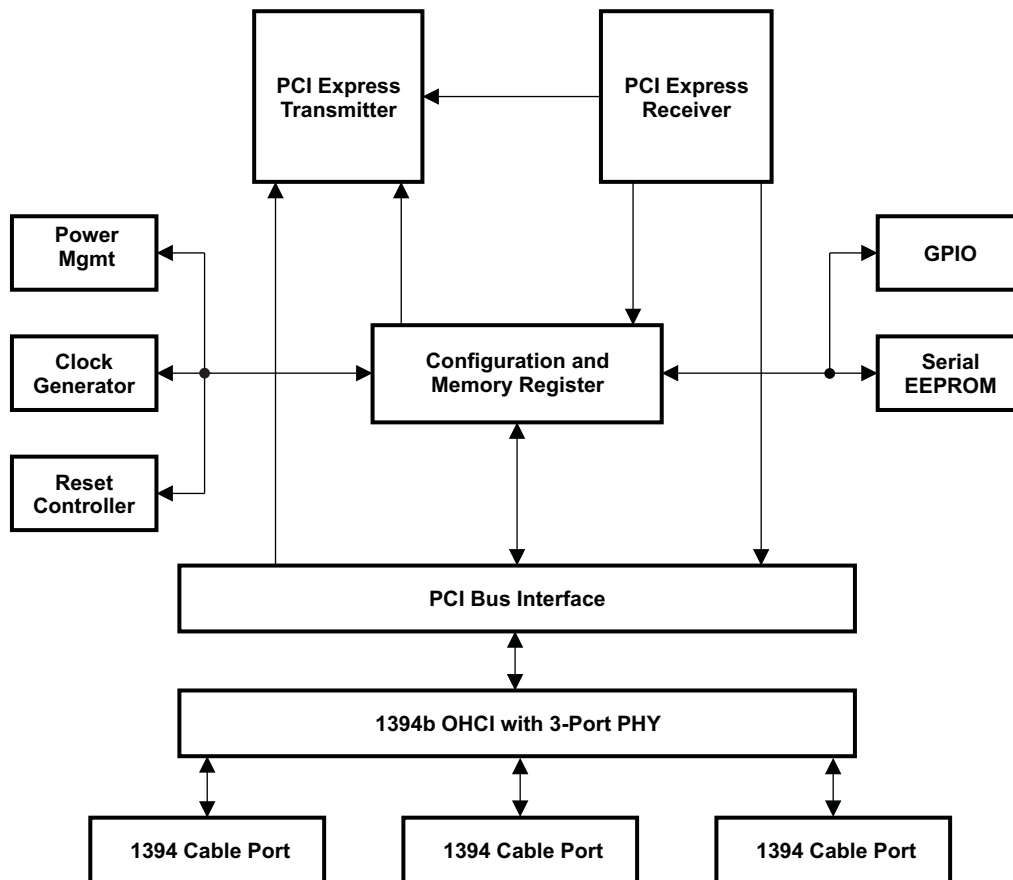 PCI Express
Transmitter
PCI Express
Receiver
Power
Mgmt
GPIO
Clock
Generator
Configuration and
Memory Register
Serial
EEPROM
Reset
Controller
PCI Bus Interface
1394b OHCI with 3-Port PHY
1394 Cable Port
1394 Cable Port
1394 Cable Port